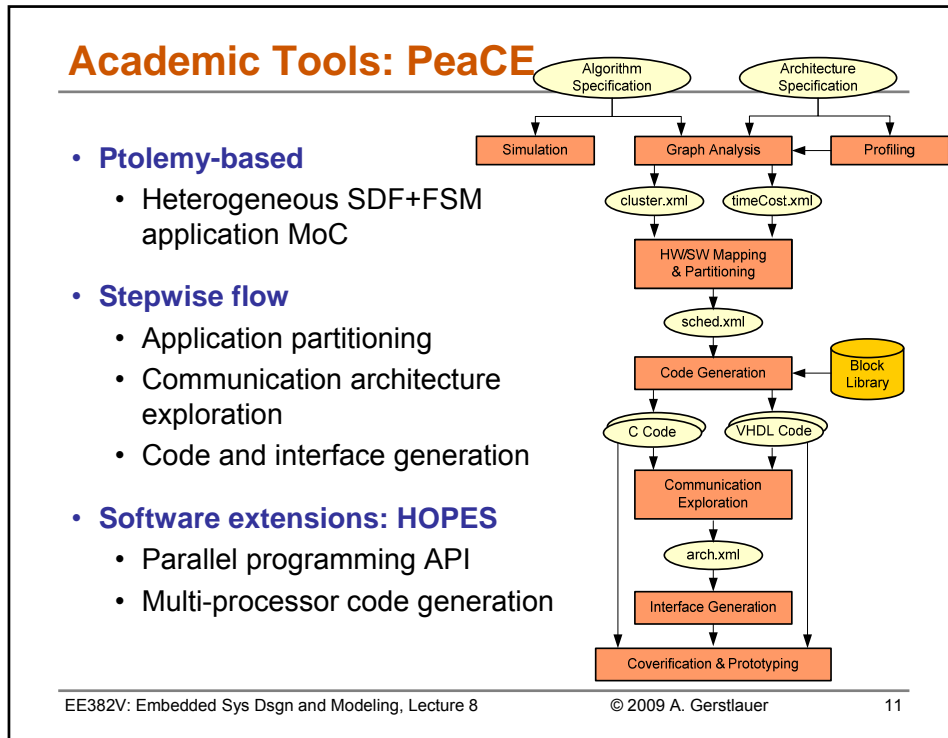 Academic Tools: PeaCE
• Ptolemy-based
• Heterogeneous SDF+FSM
application MoC
• Stepwise flow
• Application partitioning
• Communication architecture
exploration
• Code and interface generation
• Software extensions: HOPES
• Parallel programming API
• Multi-processor code generation
Algorithm
Specification
Architecture
Specification
Simulation
Graph Analysis
Profiling
cluster.xml
timeCost.xml
HW/SW Mapping
& Partitioning
sched.xml
Code Generation
Block
Library
C Code
VHDL Code
Communication
Exploration
arch.xml
Interface Generation
Coverification & Prototyping
EE382V: Embedded Sys Dsgn and Modeling, Lecture 8
© 2009 A. Gerstlauer
11